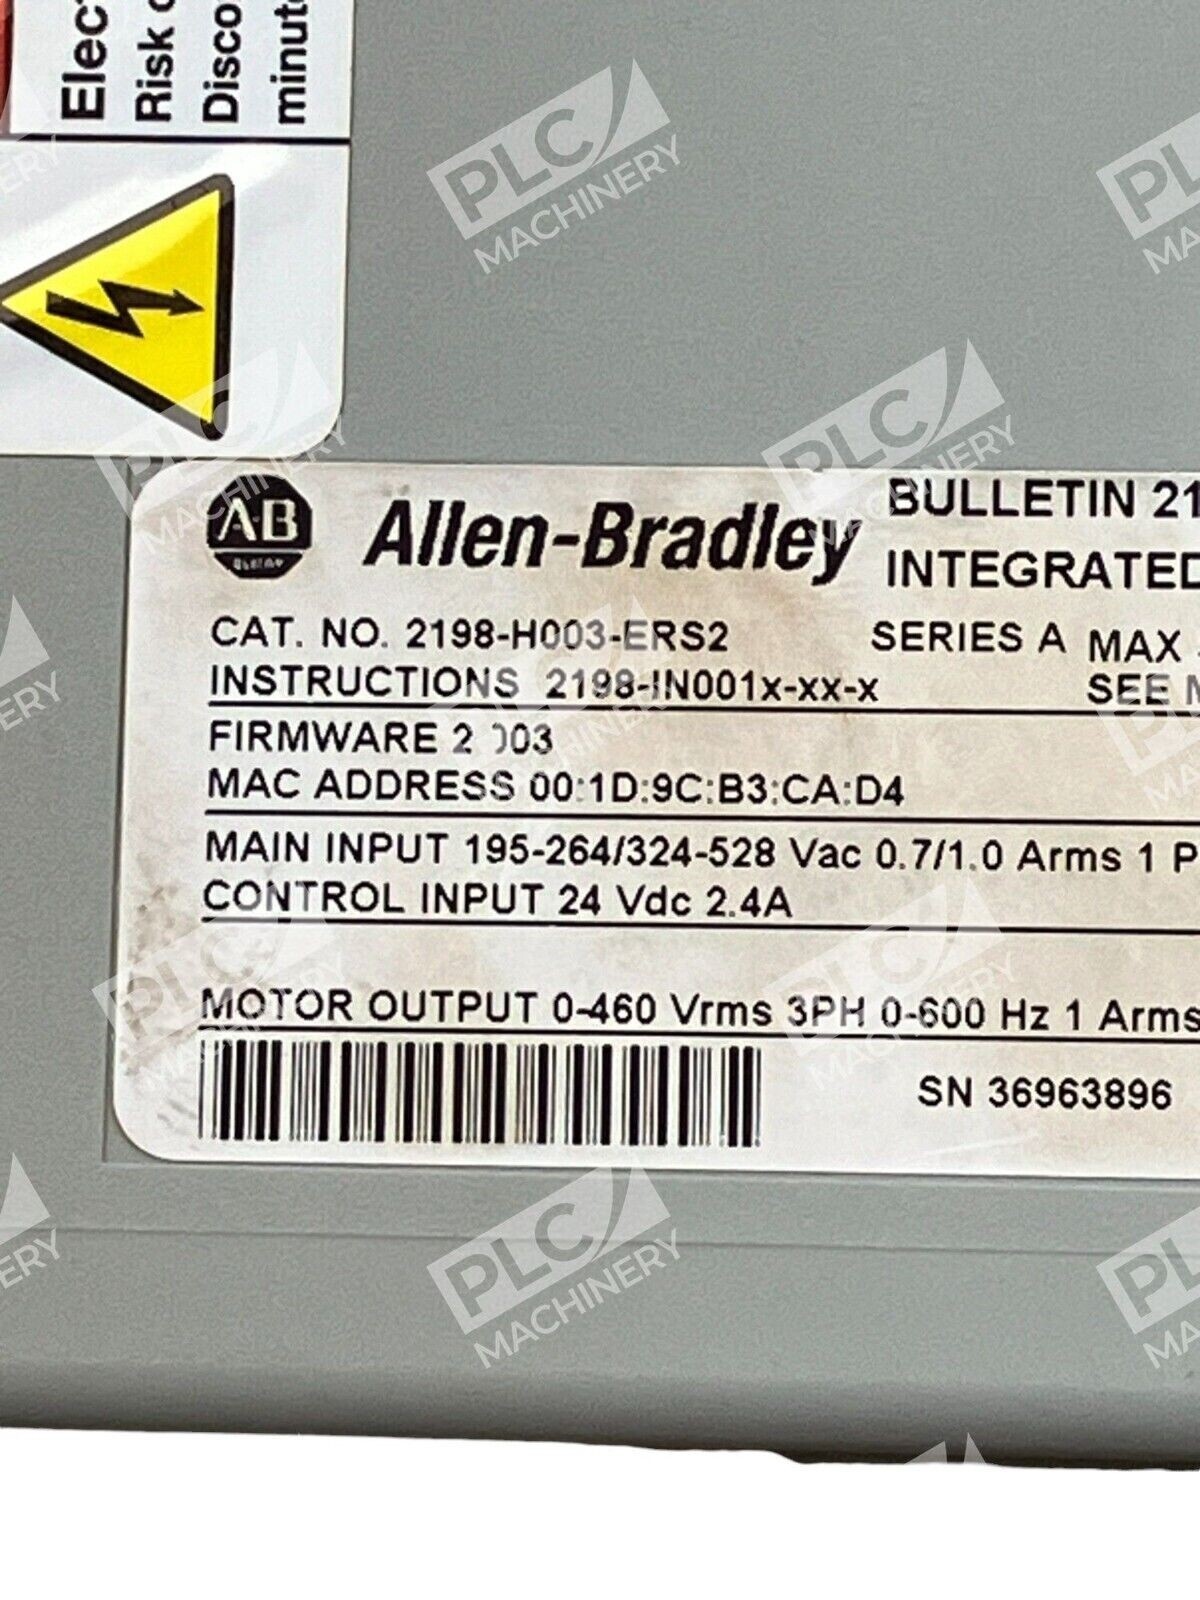 Elec
Risk o
Disco
minut
A-B
Allen-Bradley
BULLETIN 21
INTEGRATED
CAT. NO. 2198-H003-ERS2
SERIES A
MAX
INSTRUCTIONS 2198-IN001x-xx-x
SEE
FIRMWARE 2 003
MAC ADDRESS 00:1D:9C:B3:CA:D4
MAIN INPUT 195-264/324-528 Vac 0.7/1.0 Arms 1 P
CONTROL INPUT 24 Vdc 2.4A
MOTOR OUTPUT 0-460 Vrms 3PH 0-600 Hz 1 Arms
SN 36963896
PLC MACHINERY